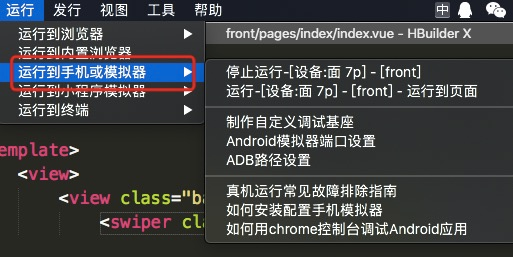 运行 发行 视图 工具 帮助 中
front/pages/index/index.vue - HBuilder X
运行到浏览器
运行到内置浏览器
运行到手机或模拟器
运行到小程序模拟器
运行到终端
停止运行-[设备:面 7p] - [front]
运行-[设备:面 7p] - [front] - 运行到页面
制作自定义调试基座
Android模拟器端口设置
ADB路径设置
真机运行常见故障排除指南
如何安装配置手机模拟器
如何用chrome控制台调试Android应用
emplate>
<view>
<view class="ba
<swiper cla